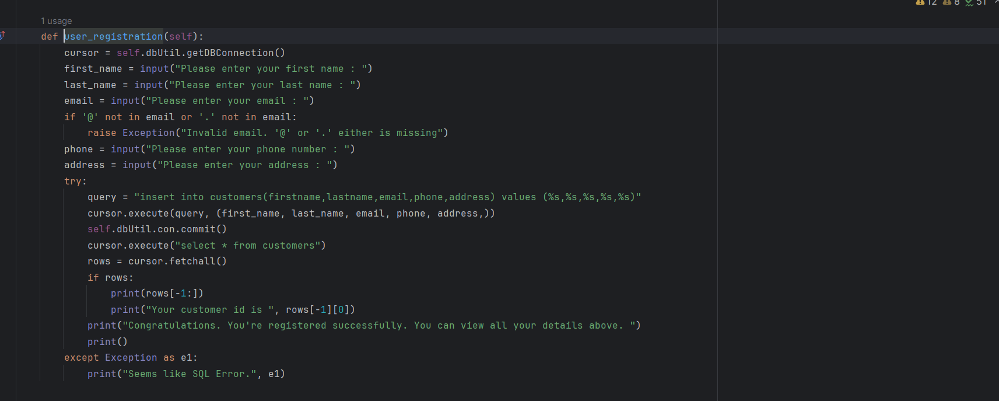 12 8 51
1 usage
def user_registration(self):
cursor = self.dbUtil.getDBConnection()
first_name = input("Please enter your first name : ")
last_name = input("Please enter your last name : ")
email = input("Please enter your email : ")
if '@' not in email or '.' not in email:
raise Exception("Invalid email. '@' or '.' either is missing")
phone = input("Please enter your phone number : ")
address = input("Please enter your address : ")
try:
query = "insert into customers(firstname,lastname,email,phone,address) values (%s,%s,%s,%s,%s)"
cursor.execute(query, (first_name, last_name, email, phone, address,))
self.dbUtil.con.commit()
cursor.execute("select * from customers")
rows = cursor.fetchall()
if rows:
print(rows[-1:])
print("Your customer id is ", rows[-1][0])
print("Congratulations. You're registered successfully. You can view all your details above. ")
print()
except Exception as e1:
print("Seems like SQL Error.", e1)